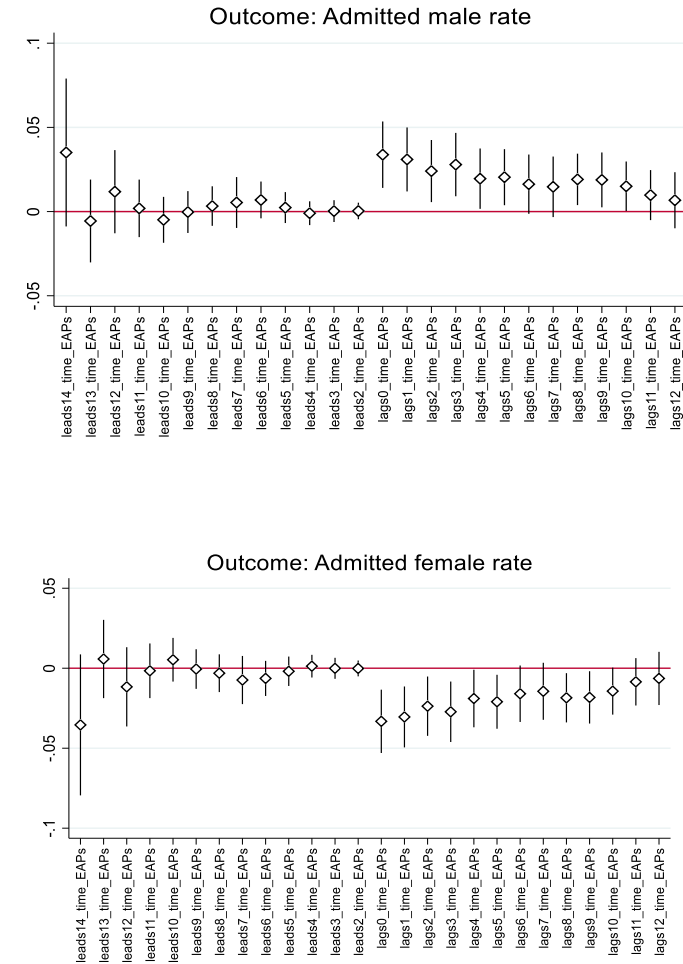 Outcome: Admitted male rate
.1
.05
0
-.05
leads14_time_EAPs
leads13_time_EAPs
leads12_time_EAPs
leads11_time_EAPs
leads10_time_EAPs
leads9_time_EAPs
leads8_time_EAPs
leads7_time_EAPs
leads6_time_EAPs
leads5_time_EAPs
leads4_time_EAPs
leads3_time_EAPs
leads2_time_EAPs
lags0_time_EAPs
lags1_time_EAPs
lags2_time_EAPs
lags3_time_EAPs
lags4_time_EAPs
lags5_time_EAPs
lags6_time_EAPs
lags7_time_EAPs
lags8_time_EAPs
lags9_time_EAPs
lags10_time_EAPs
lags11_time_EAPs
lags12_time_EAPs
Outcome: Admitted female rate
.05
0
-.05
-.1
leads14_time_EAPs
leads13_time_EAPs
leads12_time_EAPs
leads11_time_EAPs
leads10_time_EAPs
leads9_time_EAPs
leads8_time_EAPs
leads7_time_EAPs
leads6_time_EAPs
leads5_time_EAPs
leads4_time_EAPs
leads3_time_EAPs
leads2_time_EAPs
lags0_time_EAPs
lags1_time_EAPs
lags2_time_EAPs
lags3_time_EAPs
lags4_time_EAPs
lags5_time_EAPs
lags6_time_EAPs
lags7_time_EAPs
lags8_time_EAPs
lags9_time_EAPs
lags10_time_EAPs
lags11_time_EAPs
lags12_time_EAPs